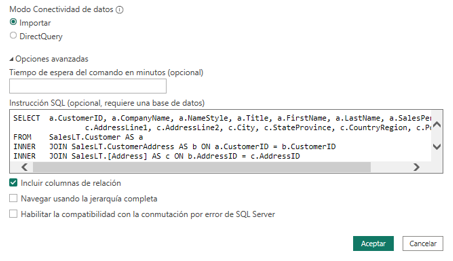 Modo Conectividad de datos
Importar
DirectQuery
Opciones avanzadas
Tiempo de espera del comando en minutos (opcional)
Instrucción SQL (opcional, requiere una base de datos)
SELECT a.CustomerID, a.CompanyName, a.NameStyle, a.Title, a.FirstName, a.LastName,
c.AddressLine1, c.AddressLine2, c.City, c.StateProvince, c.CountryRegion,
FROM SalesLT.Customer AS a
INNER JOIN SalesLT.CustomerAddress AS b ON a.CustomerID = b.CustomerID
INNER JOIN SalesLT.[Address] AS c ON b.AddressID = c.AddressID
Incluir columnas de relación
Navegar usando la jerarquía completa
Habilitar la compatibilidad con la conmutación por error de SQL Server
Aceptar Cancelar